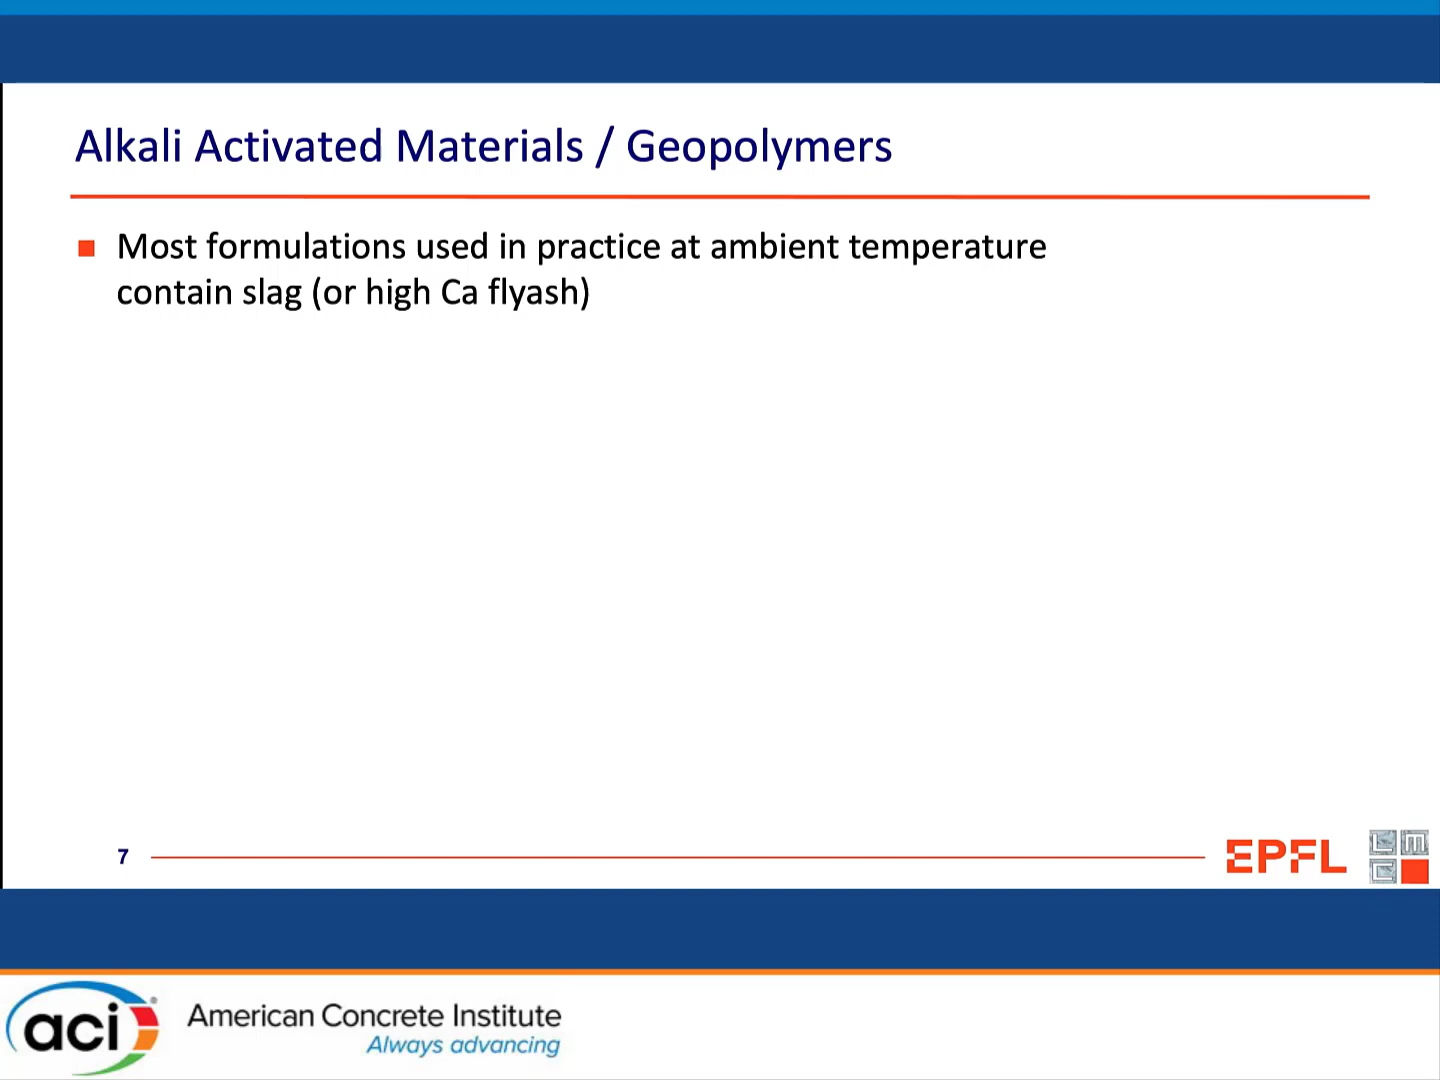 Alkali Activated Materials / Geopolymers
Most formulations used in practice at ambient temperature
contain slag (or high Ca flyash)
7
EPFL
LMC
aci
American Concrete Institute
Always advancing